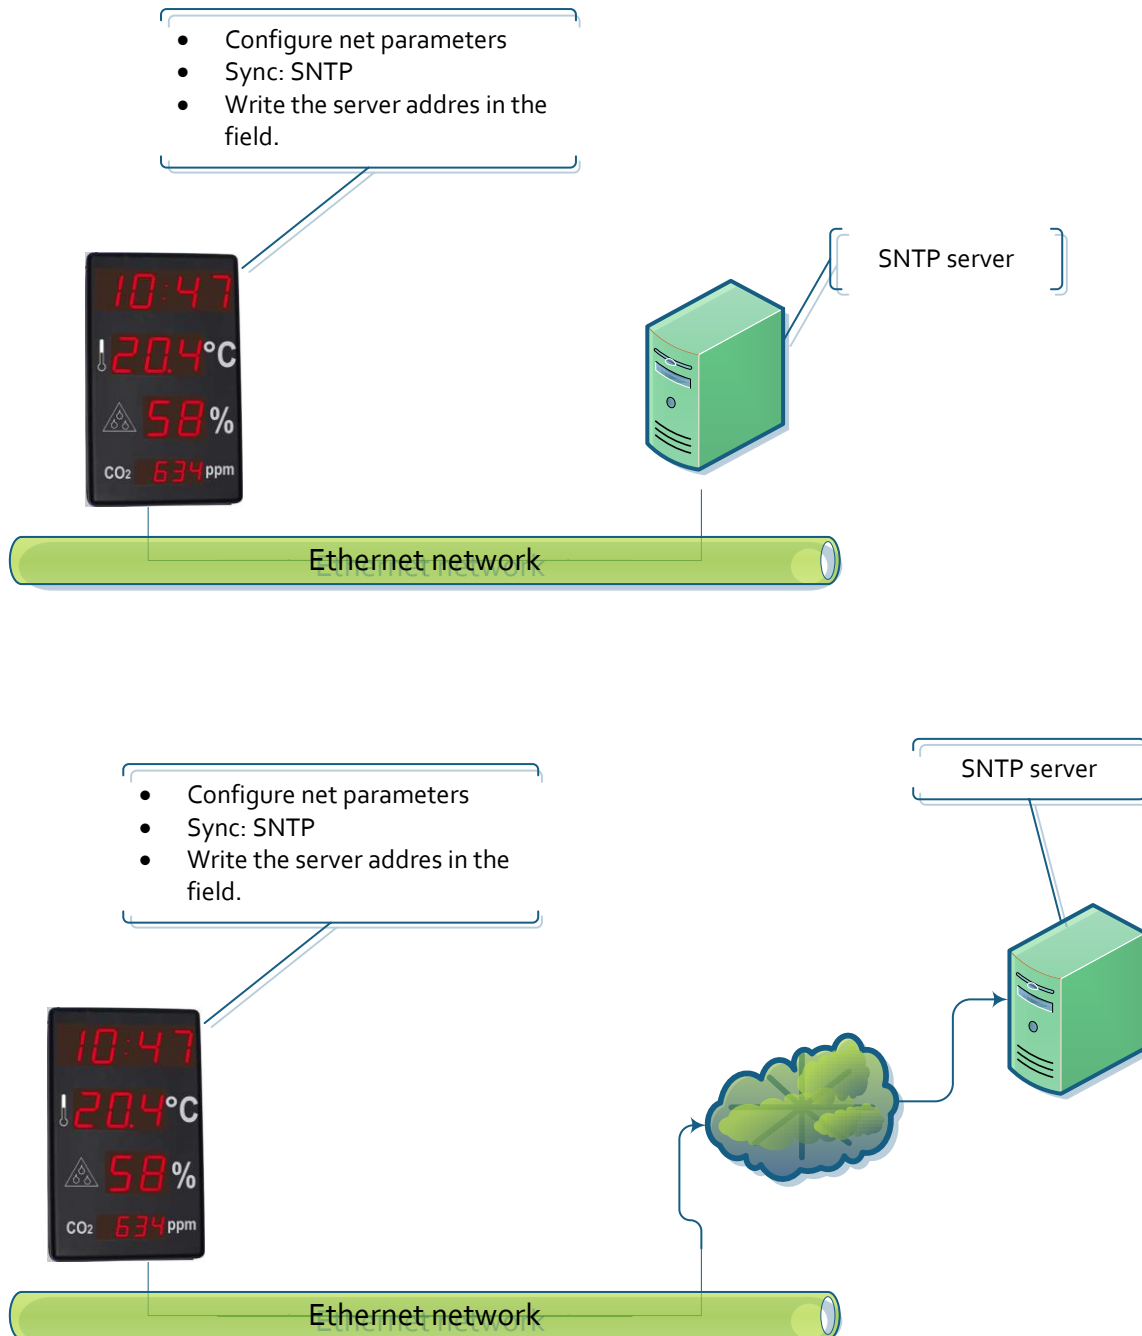 • Configure net parameters
• Sync: SNTP
• Write the server addres in the
field.
SNTP server
10:47
20.4°C
58%
CO2 634 ppm
Ethernet network
SNTP server
• Configure net parameters
• Sync: SNTP
• Write the server addres in the
field.
10:47
20.4°C
58%
CO2 634 ppm
Ethernet network